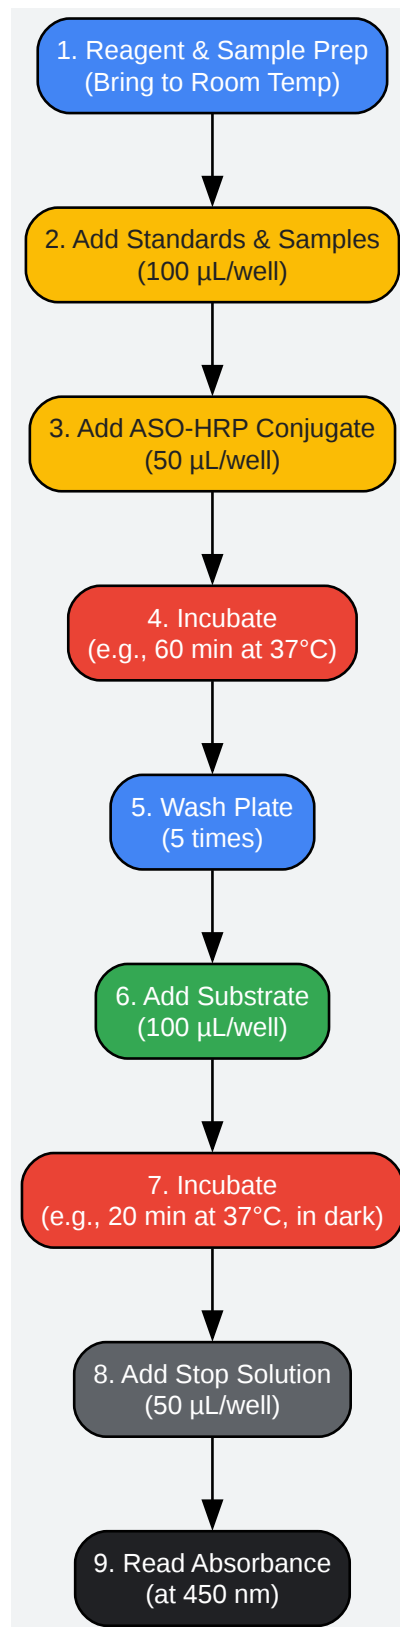 1. Reagent & Sample Prep
(Bring to Room Temp)
2. Add Standards & Samples
(100 µL/well)
3. Add ASO-HRP Conjugate
(50 µL/well)
4. Incubate
(e.g., 60 min at 37°C)
5. Wash Plate
(5 times)
6. Add Substrate
(100 µL/well)
7. Incubate
(e.g., 20 min at 37°C, in dark)
8. Add Stop Solution
(50 µL/well)
9. Read Absorbance
(at 450 nm)